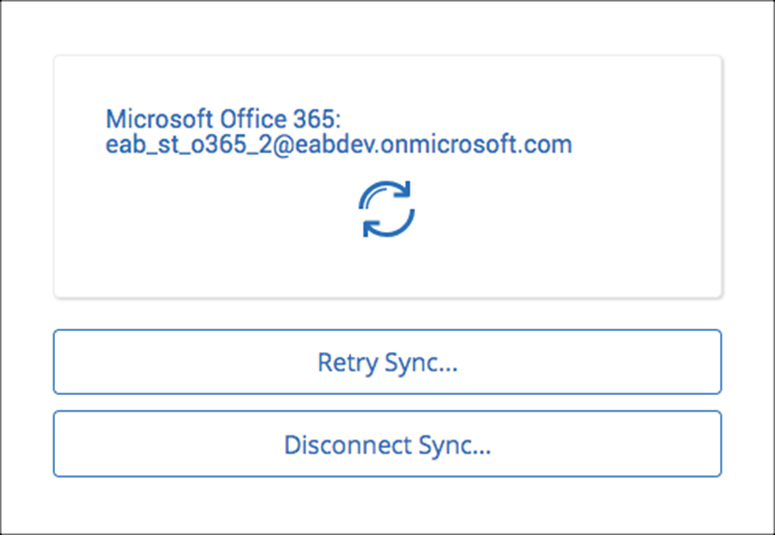 Microsoft Office 365:
eab_st_o365_2@eabdev.onmicrosoft.com
Retry Sync...
Disconnect Sync...